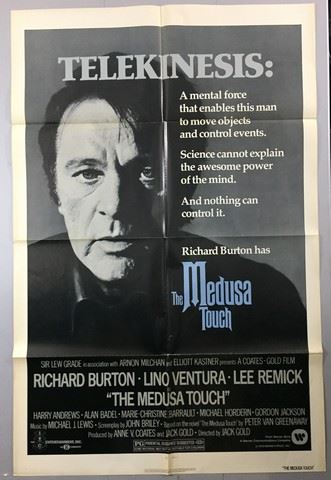 TELEKINESIS:
A mental force
that enables this man
to move objects
and control events.
Science cannot explain
the awesome power
of the mind.
And nothing can
control it.
Richard Burton has
The Medusa
Touch
SIR LEW GRADE in association with ARNON MILCHAN and ELLIOTT KASTNER present A COATES-GOLD FILM
RICHARD BURTON · LINO VENTURA · LEE REMICK
"THE MEDUSA TOUCH"
HARRY ANDREWS · ALAN BADEL · MARIE-CHRISTINE BARRAULT · MICHAEL HORDERN · GORDON JACKSON
Music by MICHAEL J. LEWIS · Screenplay by JOHN BRILEY · Based on the novel "The Medusa Touch" by PETER VAN GREENAWAY
Produced by ANNE V. COATES and JACK GOLD · Directed by JACK GOLD
PG PARENTAL GUIDANCE SUGGESTED
"THE MEDUSA TOUCH"